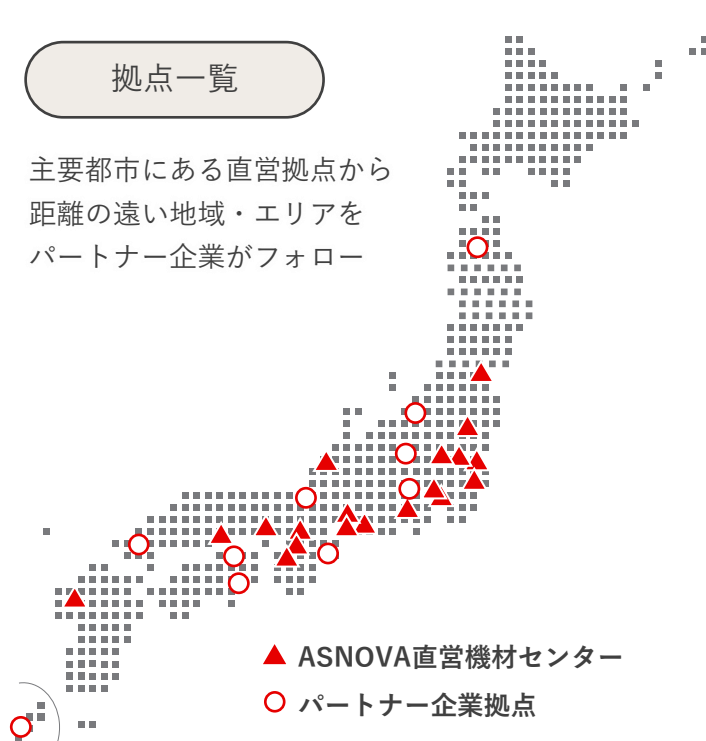 拠点一覧
主要都市にある直営拠点から
距離の遠い地域・エリアを
パートナー企業がフォロー
ASNOVA直営機材センター
パートナー企業拠点